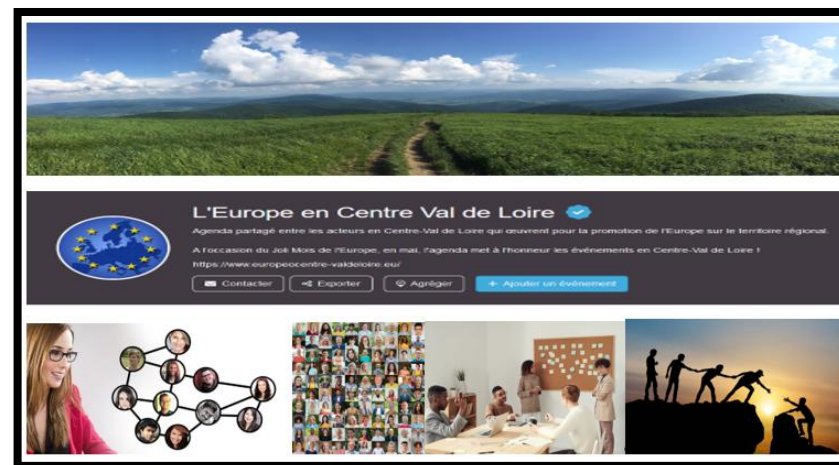 L'Europe en Centre Val de Loire
Agenda partagé entre les acteurs en Centre-Val de Loire qui œuvrent pour la promotion de l'Europe sur le territoire régional.
A l'occasion du Joli Mois de l'Europe, en mai, l'agenda met à l'honneur les évènements en Centre-Val de Loire !
https://www.europeocentre-valdeloire.eu/
Contacter
Exporter
Agréger
+ Ajouter un évènement